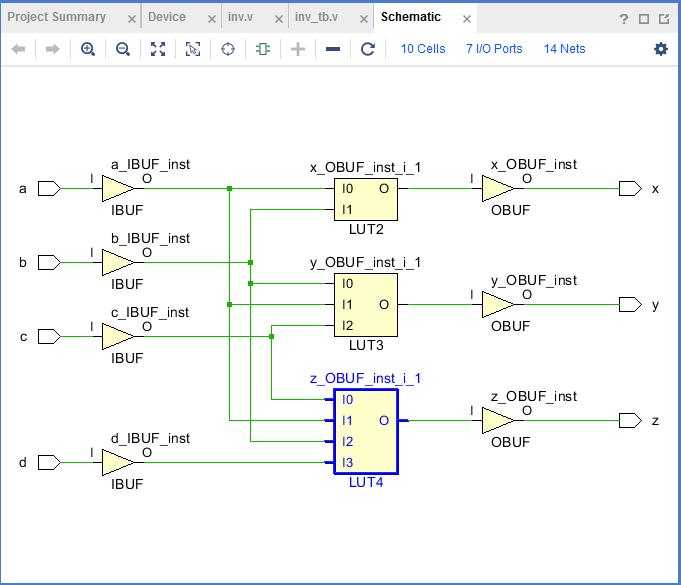 Project Summary × Device × inv.v × inv_tb.v × Schematic × ?
10 Cells 7 I/O Ports 14 Nets
a_IBUF_inst x_OBUF_inst_i_1 x_OBUF_inst
I O I0 O I O
a x
IBUF I1 OBUF
LUT2
b_IBUF_inst
I O
b
IBUF
y_OBUF_inst_i_1 y_OBUF_inst
I0 I O
I1 O y
I2 OBUF
LUT3
c_IBUF_inst
I O
c
IBUF
z_OBUF_inst_i_1 z_OBUF_inst
I0 I O
I1 O z
I2 OBUF
I3
LUT4
d_IBUF_inst
I O
d
IBUF